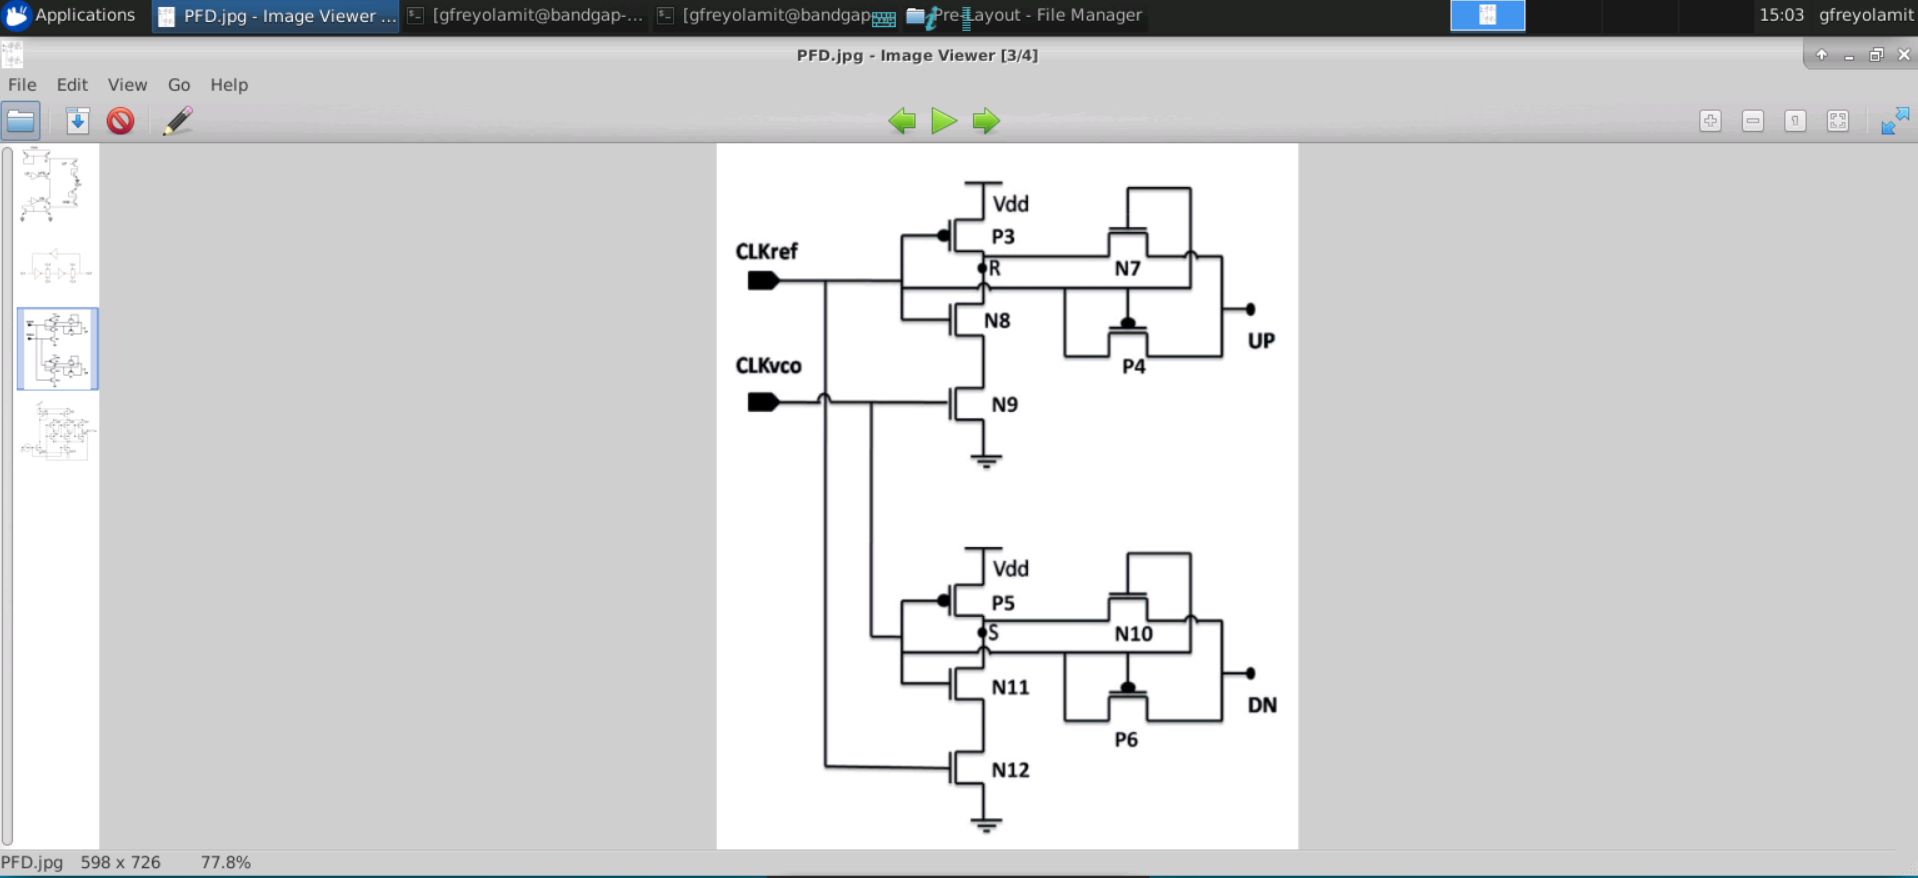 Applications
PFD.jpg - Image Viewer ...
[gfreyolamit@bandgap-...
[gfreyolamit@bandgap
Pre-Layout - File Manager
15:03
gfreyolamit
PFD.jpg - Image Viewer [3/4]
File Edit View Go Help
Vdd
P3
CLKref
R
N7
N8
UP
CLKvco
P4
N9
Vdd
P5
S
N10
N11
DN
P6
N12
PFD.jpg 598 x 726 77.8%